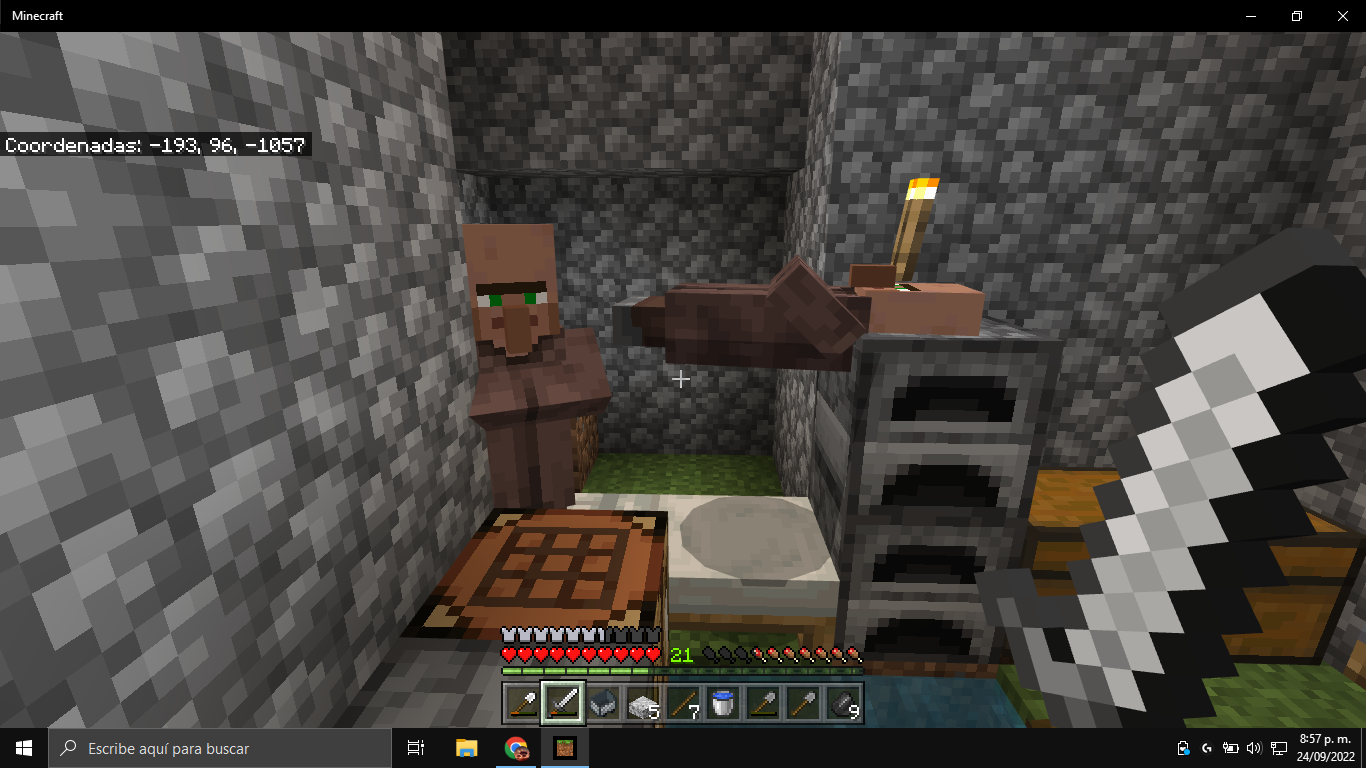 Minecraft
Coordenadas: -193, 96, -1057
21
5
7
9
Escribe aquí para buscar
8:57 p. m.
24/09/2022